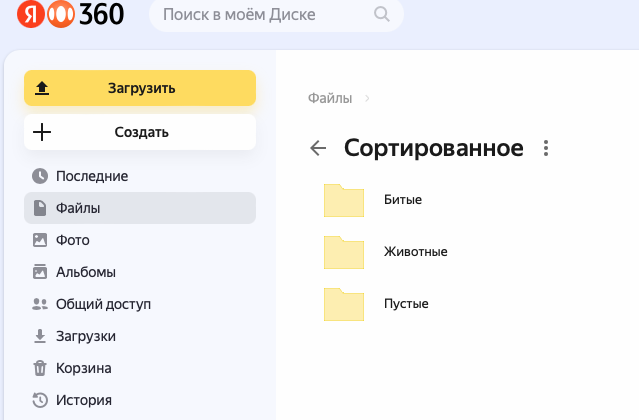 Я 360
Поиск в моём Диске
Загрузить
Создать
Последние
Файлы
Фото
Альбомы
Общий доступ
Загрузки
Корзина
История
Файлы
Сортированное
Битые
Животные
Пустые